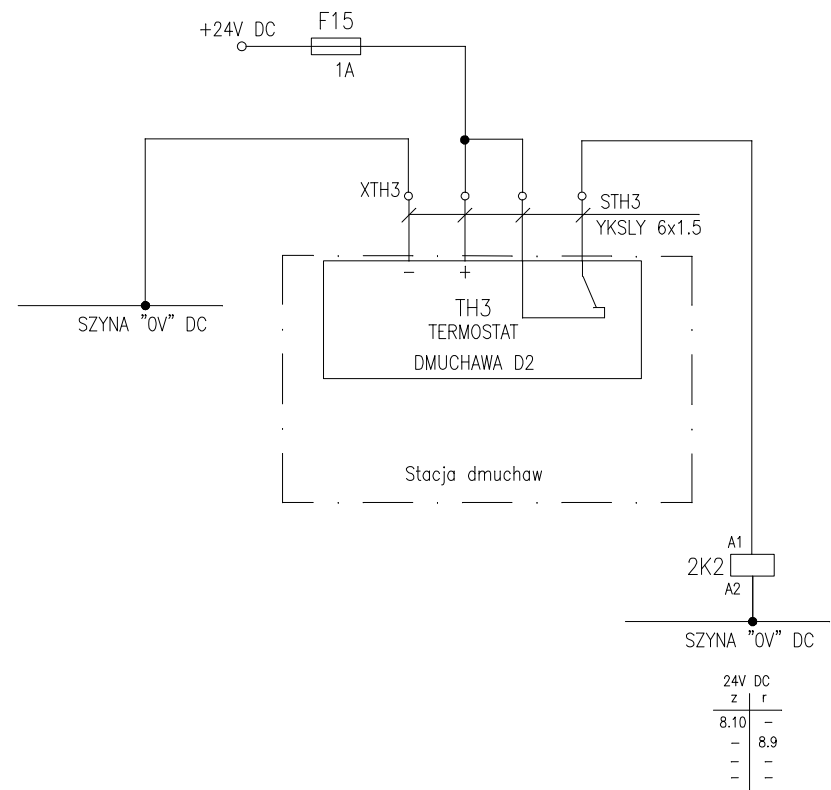 F15
+24V DC
1A
XTH3
STH3
YKSLY 6x1.5
- +
TH3
TERMOSTAT
DMUCHAWA D2
SZYNA "0V" DC
Stacja dmuchaw
A1
2K2
A2
SZYNA "0V" DC
24V DC
z r
8.10 -
- 8.9
- -
- -